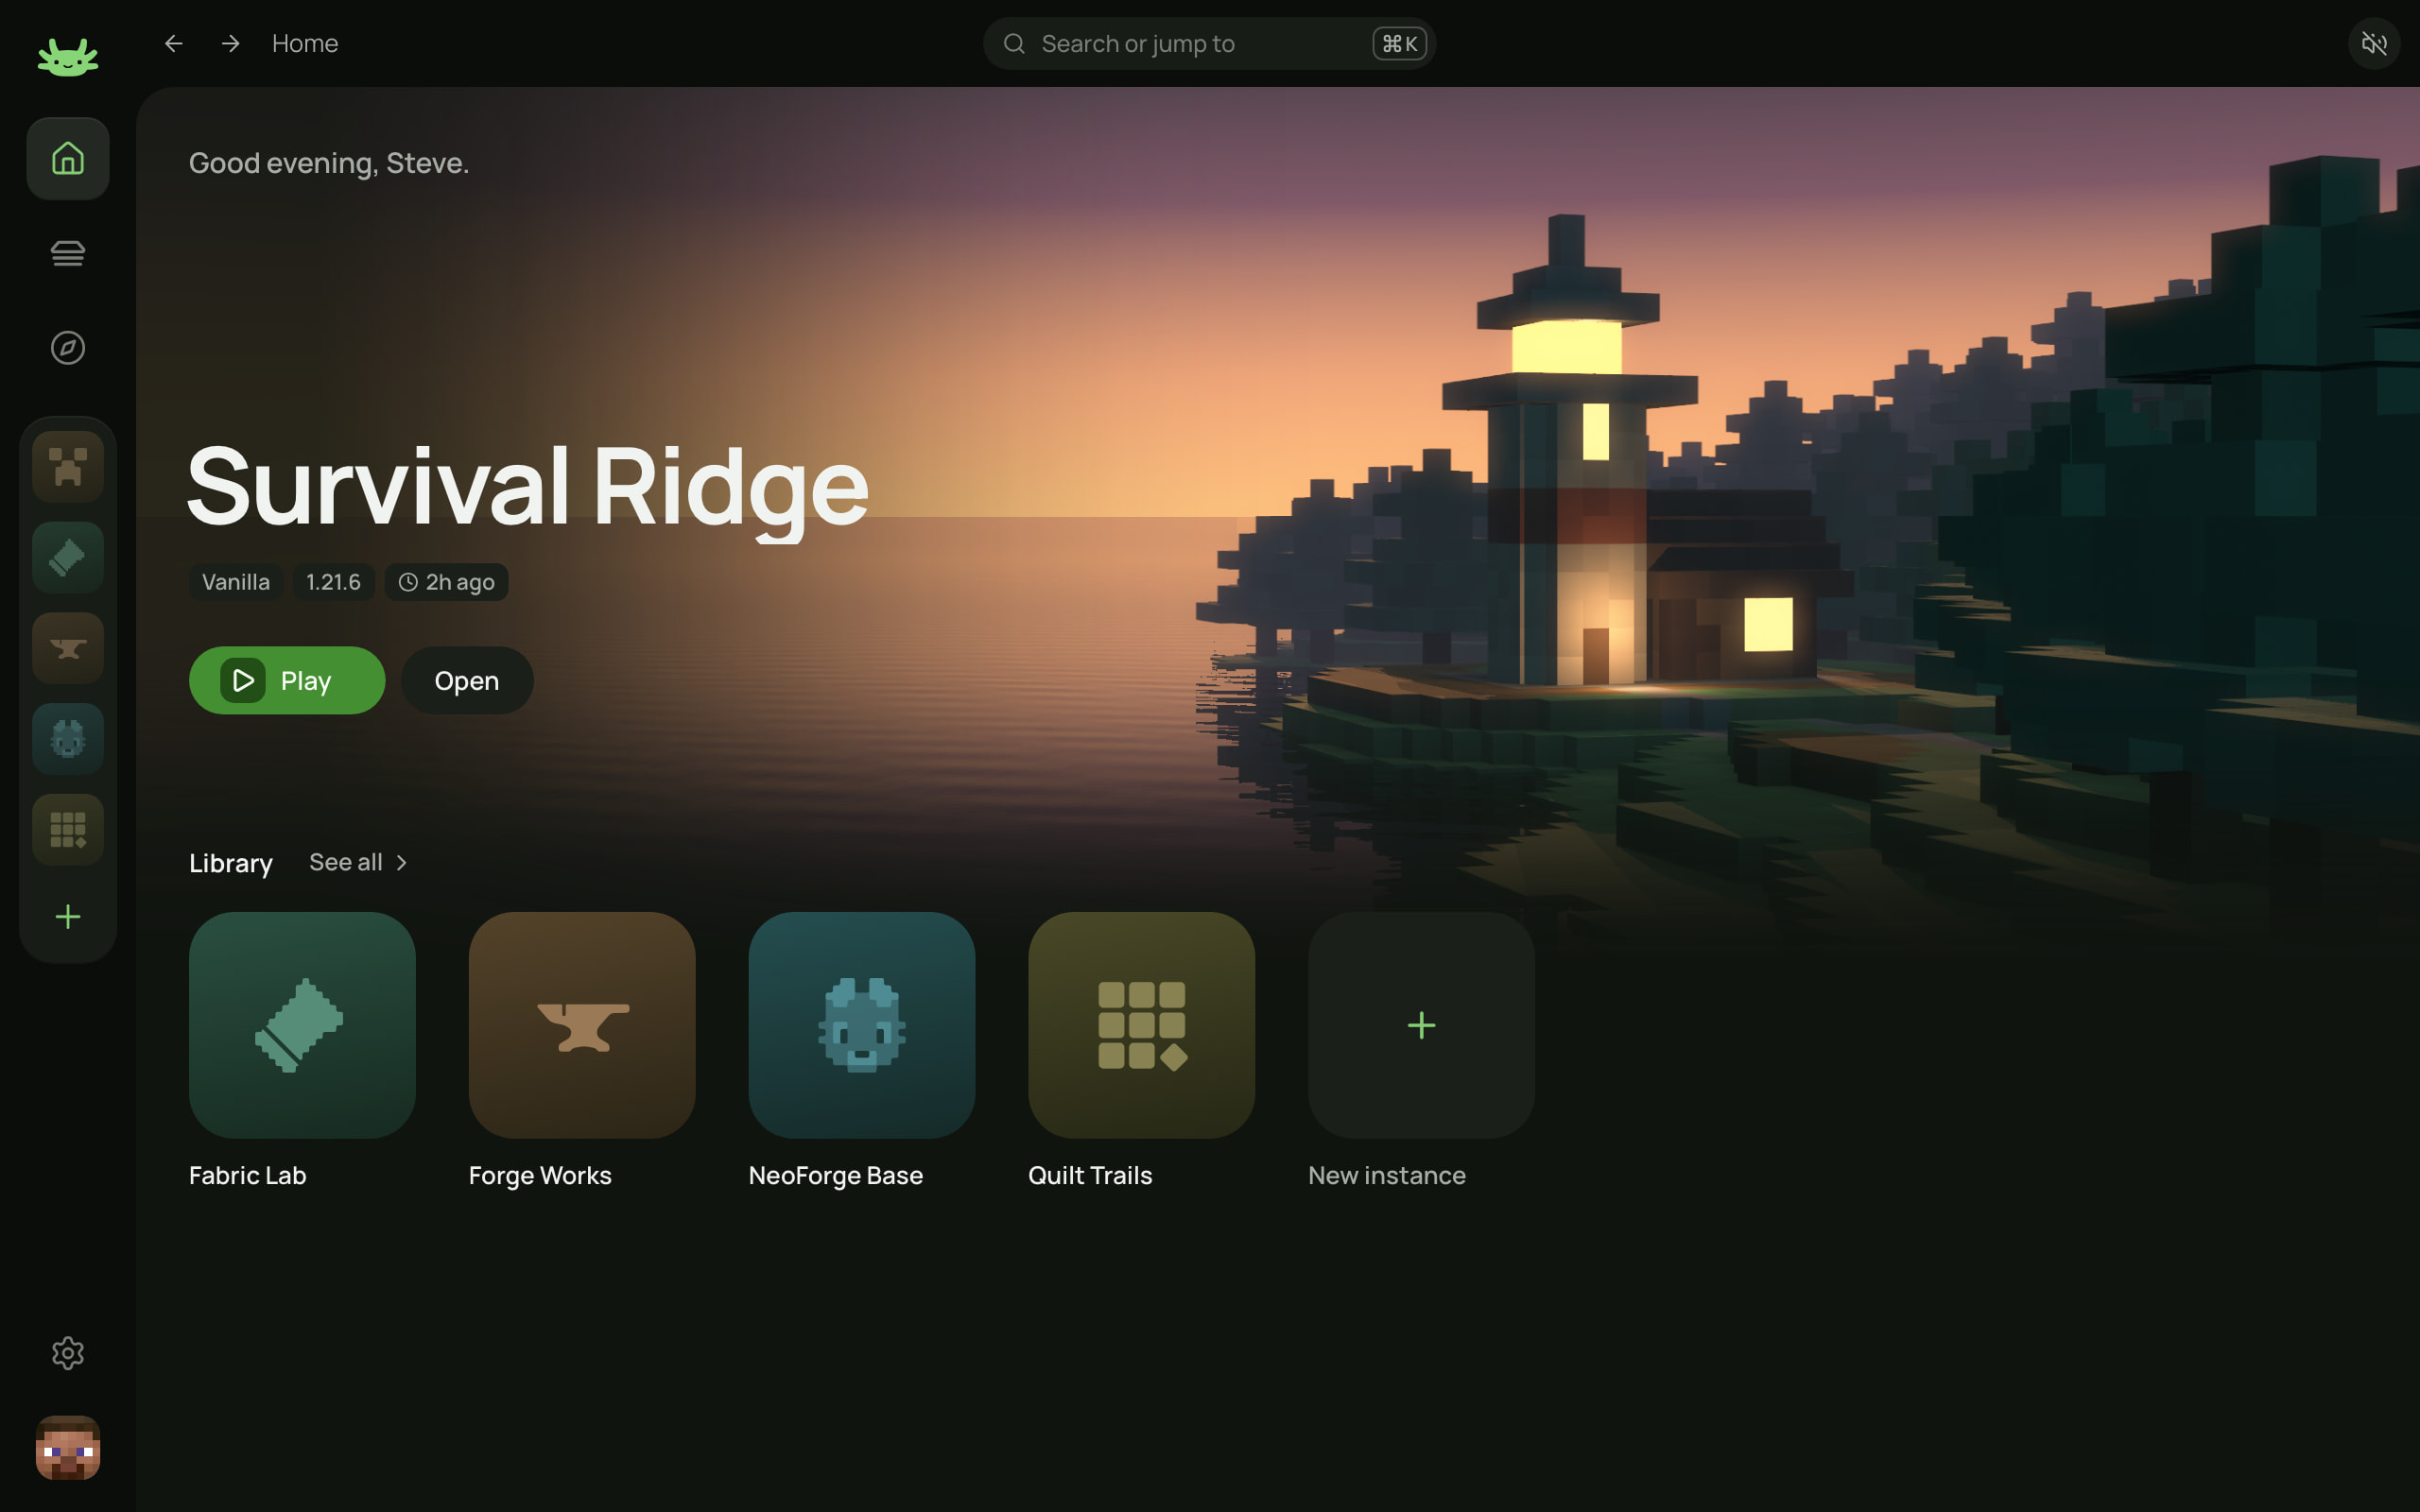 Home
Search or jump to
⌘K
Good evening, Steve.
Survival Ridge
Vanilla
1.21.6
2h ago
Play
Open
Library
See all
Fabric Lab
Forge Works
NeoForge Base
Quilt Trails
New instance